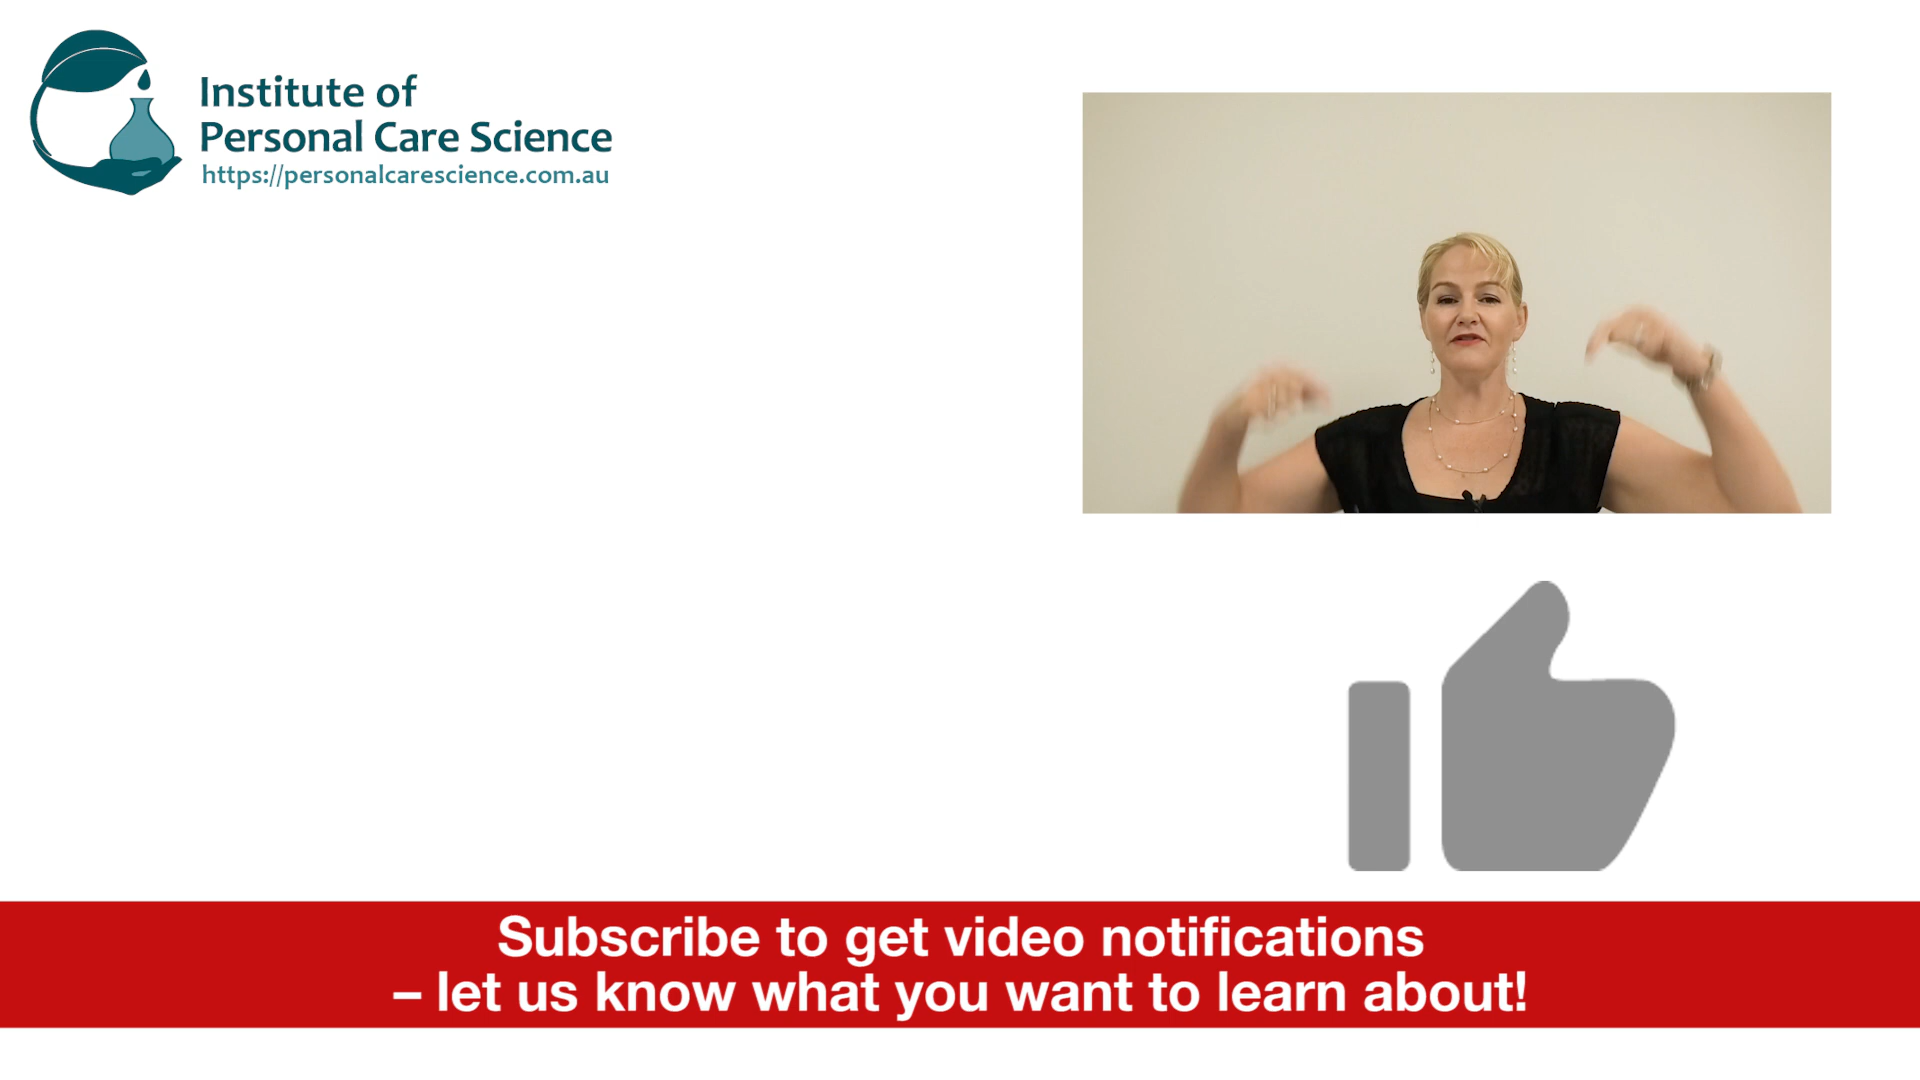 Institute of
Personal Care Science
https://personalcarescience.com.au
Subscribe to get video notifications
– let us know what you want to learn about!